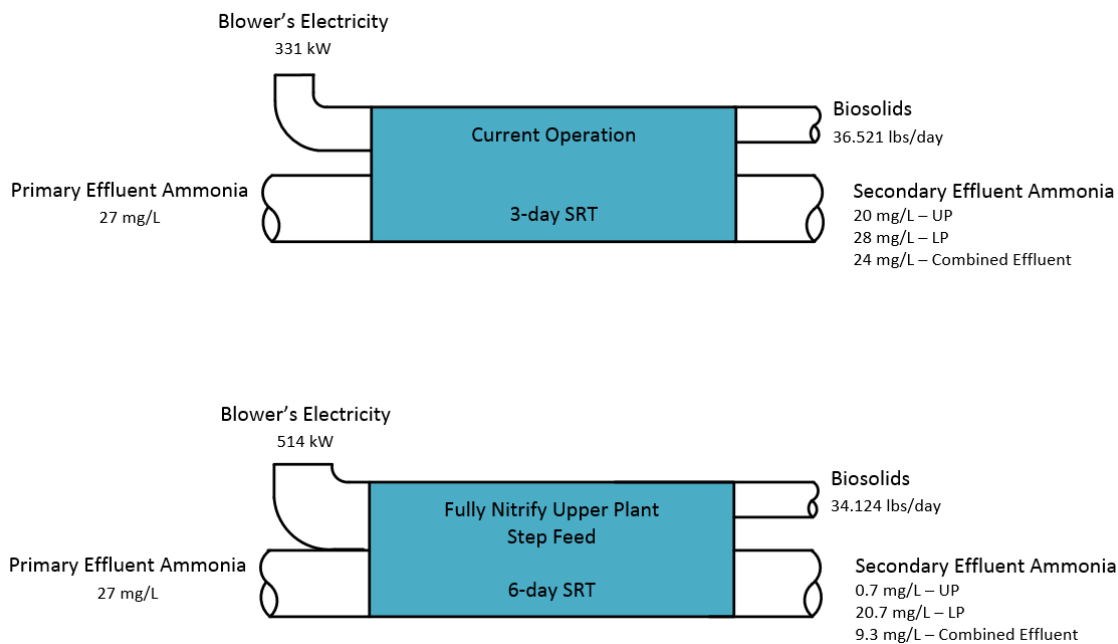 Blower's Electricity
331 kW
Current Operation
3-day SRT
Primary Effluent Ammonia
27 mg/L
Biosolids
36.521 lbs/day
Secondary Effluent Ammonia
20 mg/L – UP
28 mg/L – LP
24 mg/L – Combined Effluent
Blower's Electricity
514 kW
Fully Nitrify Upper Plant
Step Feed
6-day SRT
Primary Effluent Ammonia
27 mg/L
Biosolids
34.124 lbs/day
Secondary Effluent Ammonia
0.7 mg/L – UP
20.7 mg/L – LP
9.3 mg/L – Combined Effluent